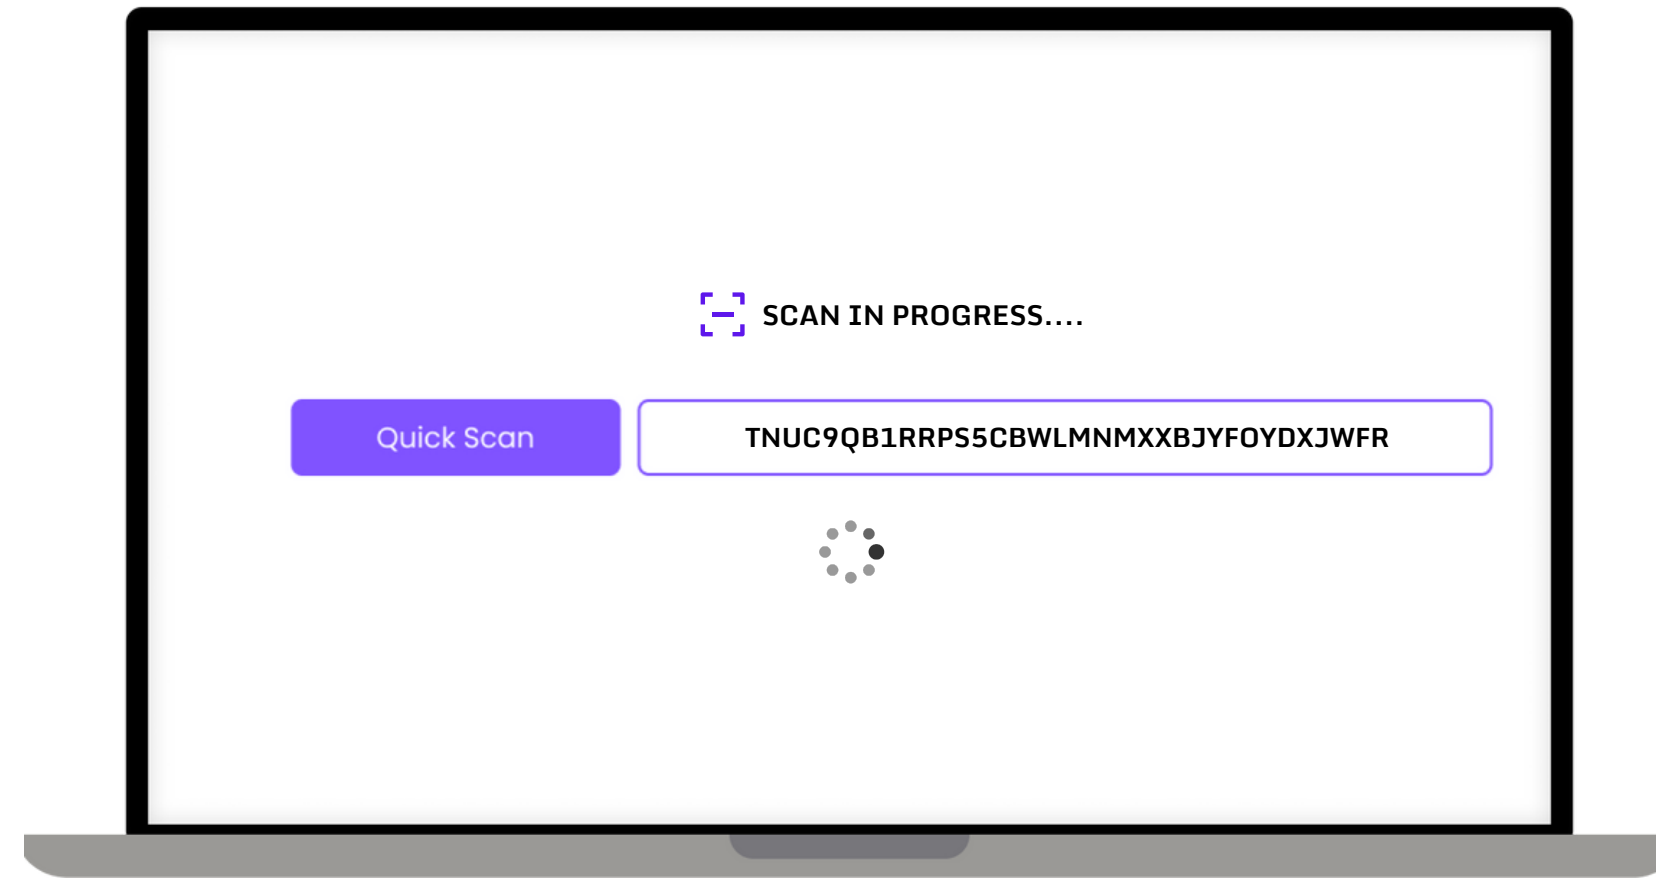 SCAN IN PROGRESS....
Quick Scan
TNUC9QB1RRPS5CBWLMNMXXBJYFOYDXJWFR